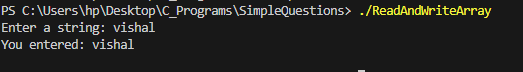 PS C:\Users\hp\Desktop\C_Programs\SimpleQuestions> ./ReadAndWriteArray
Enter a string: vishal
You entered: vishal